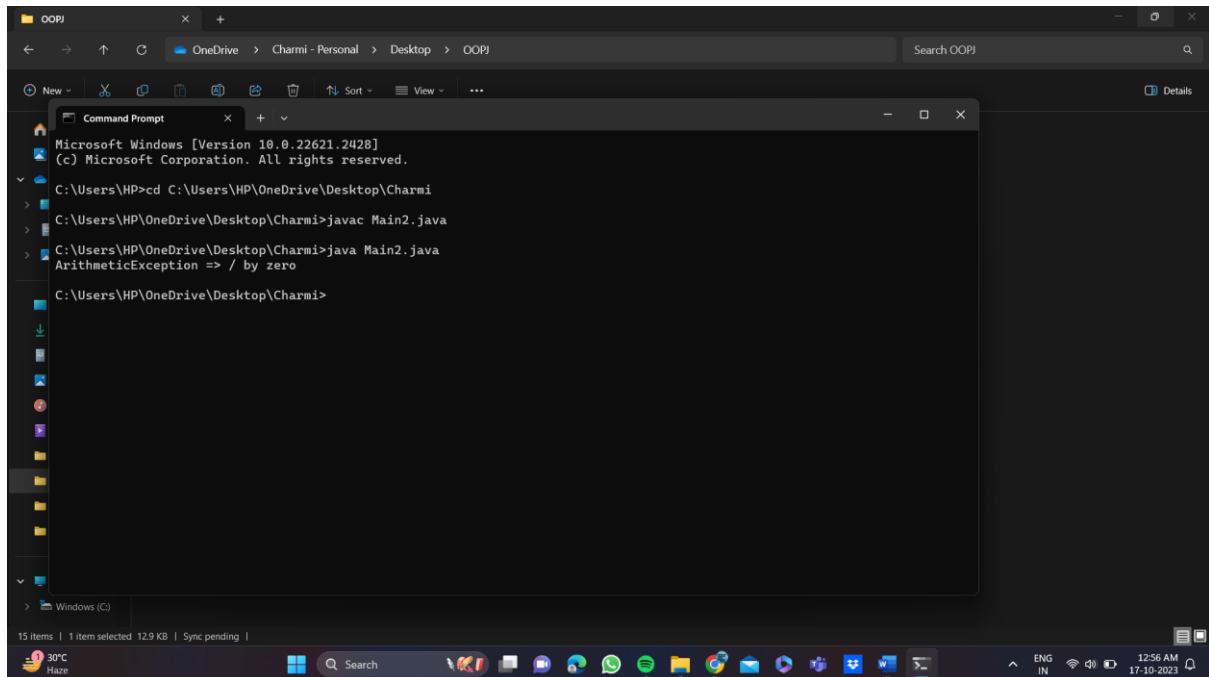 OOPJ
OneDrive > Charmi - Personal > Desktop > OOPJ
Search OOPJ
New
Sort
View
Details
Command Prompt
Microsoft Windows [Version 10.0.22621.2428]
(c) Microsoft Corporation. All rights reserved.
C:\Users\HP>cd C:\Users\HP\OneDrive\Desktop\Charmi
C:\Users\HP\OneDrive\Desktop\Charmi>javac Main2.java
C:\Users\HP\OneDrive\Desktop\Charmi>java Main2.java
ArithmeticException => / by zero
C:\Users\HP\OneDrive\Desktop\Charmi>
Windows (C:)
15 items | 1 item selected 12.9 KB | Sync pending |
1
30°C
Haze
Search
ENG
IN
12:56 AM
17-10-2023